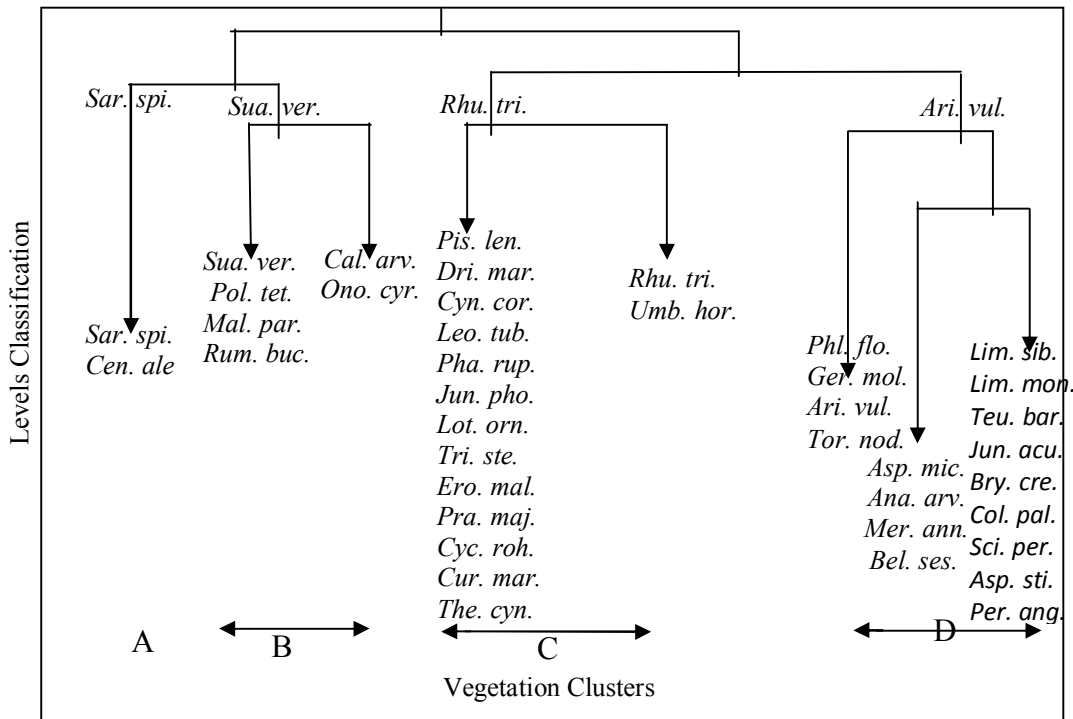 Sar. spi.
Sua. ver.
Rhu. tri.
Ari. vul.
Levels Classification
Sar. spi.
Cen. ale
Sua. ver.
Pol. tet.
Mal. par.
Rum. buc.
Cal. arv.
Ono. cyr.
Pis. len.
Dri. mar.
Cyn. cor.
Leo. tub.
Pha. rup.
Jun. pho.
Lot. orn.
Tri. ste.
Ero. mal.
Pra. maj.
Cyc. roh.
Cur. mar.
The. cyn.
Rhu. tri.
Umb. hor.
Phl. flo.
Ger. mol.
Ari. vul.
Tor. nod.
Asp. mic.
Ana. arv.
Mer. ann.
Bel. ses.
Lim. sib.
Lim. mon.
Teu. bar.
Jun. acu.
Bry. cre.
Col. pal.
Sci. per.
Asp. sti.
Per. ang.
A
B
C
D
Vegetation Clusters